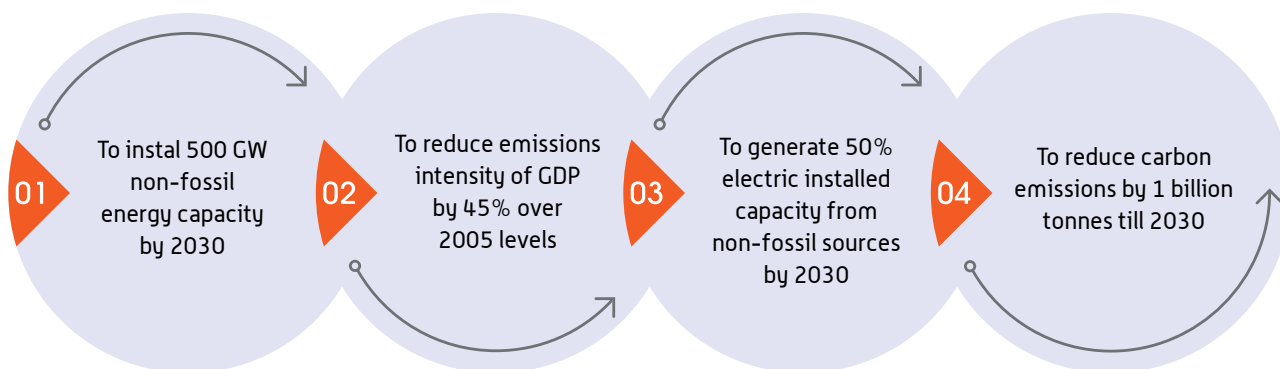 01
To instal 500 GW
non-fossil
energy capacity
by 2030
02
To reduce emissions
intensity of GDP
by 45% over
2005 levels
03
To generate 50%
electric installed
capacity from
non-fossil sources
by 2030
04
To reduce carbon
emissions by 1 billion
tonnes till 2030